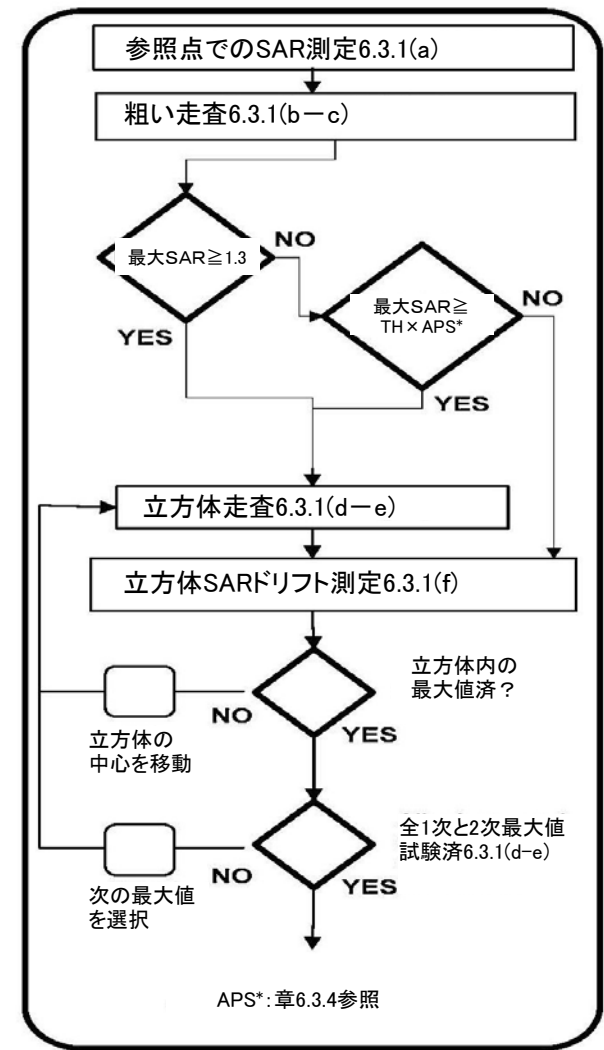 参照点でのSAR測定6.3.1(a)
粗い走査6.3.1(b－c)
最大SAR≧1.3
NO
YES
最大SAR≧
TH×APS*
NO
YES
立方体走査6.3.1(d－e)
立方体SARドリフト測定6.3.1(f)
立方体内の
最大値済？
NO
YES
立方体の
中心を移動
全1次と2次最大値
試験済6.3.1(d-e)
NO
YES
次の最大値
を選択
APS*：章6.3.4参照